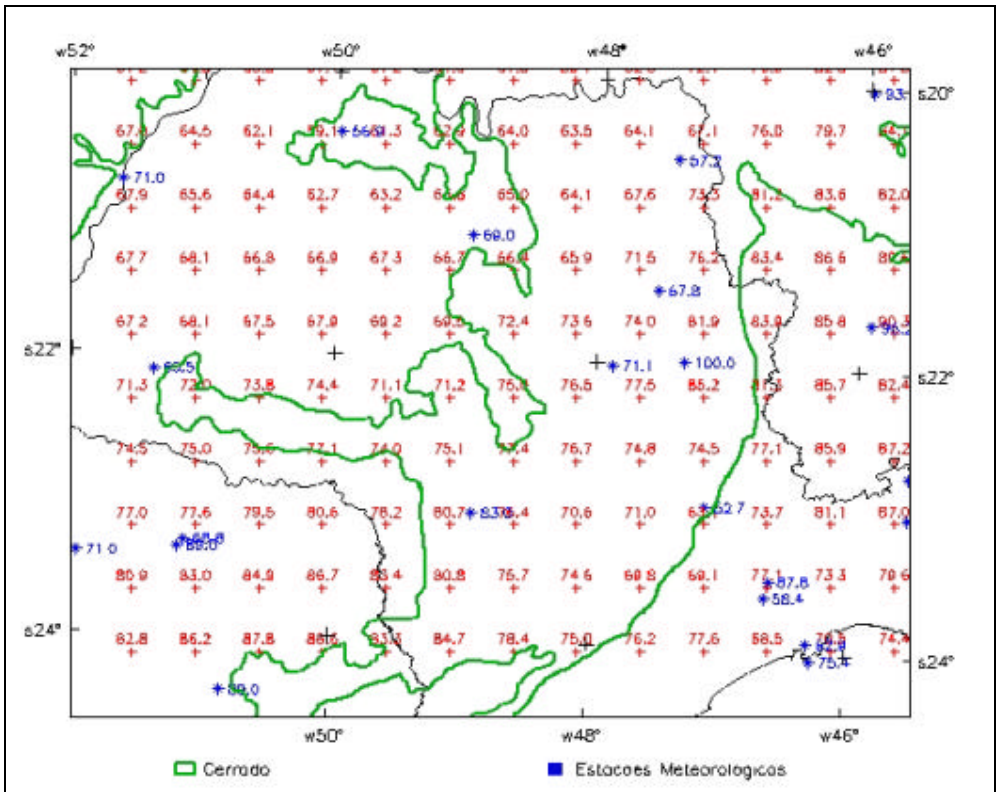 w52° w50° w48° w46°
s20°
67.8 64.5 62.1 64.0 63.5 64.1 76.0 79.7
57.2
71.0
67.9 65.6 64.4 62.7 63.2 65.0 64.1 67.6 81.2 83.6 82.0
69.0
67.7 68.1 66.8 66.9 67.3 66.7 66.4 65.9 71.5 76.2 83.4 86.6
67.8
67.2 68.1 67.5 67.9 69.2 72.4 73.6 74.0 81.9 83.9 85.8 90.3
s22°
71.1 100.0
s22°
71.3 72.0 73.8 74.4 71.1 71.2 76.5 77.5 85.2 85.7 82.4
74.5 75.0 75.6 77.1 74.0 75.1 77.4 76.7 74.8 74.5 77.1 85.9 87.2
77.0 77.6 79.5 80.6 78.2 80.7 70.6 71.0 73.7 81.1 87.0
71.0
80.9 83.0 84.9 86.7 83.4 80.8 75.7 74.6 69.8 69.1 77.1 73.3 79.6
87.8
58.4
s24°
82.8 86.2 87.8 84.7 78.4 75.0 76.2 77.6 74.4
s24°
89.0
w50° w48° w46°
Cerrado Estacoes Meteorologicas